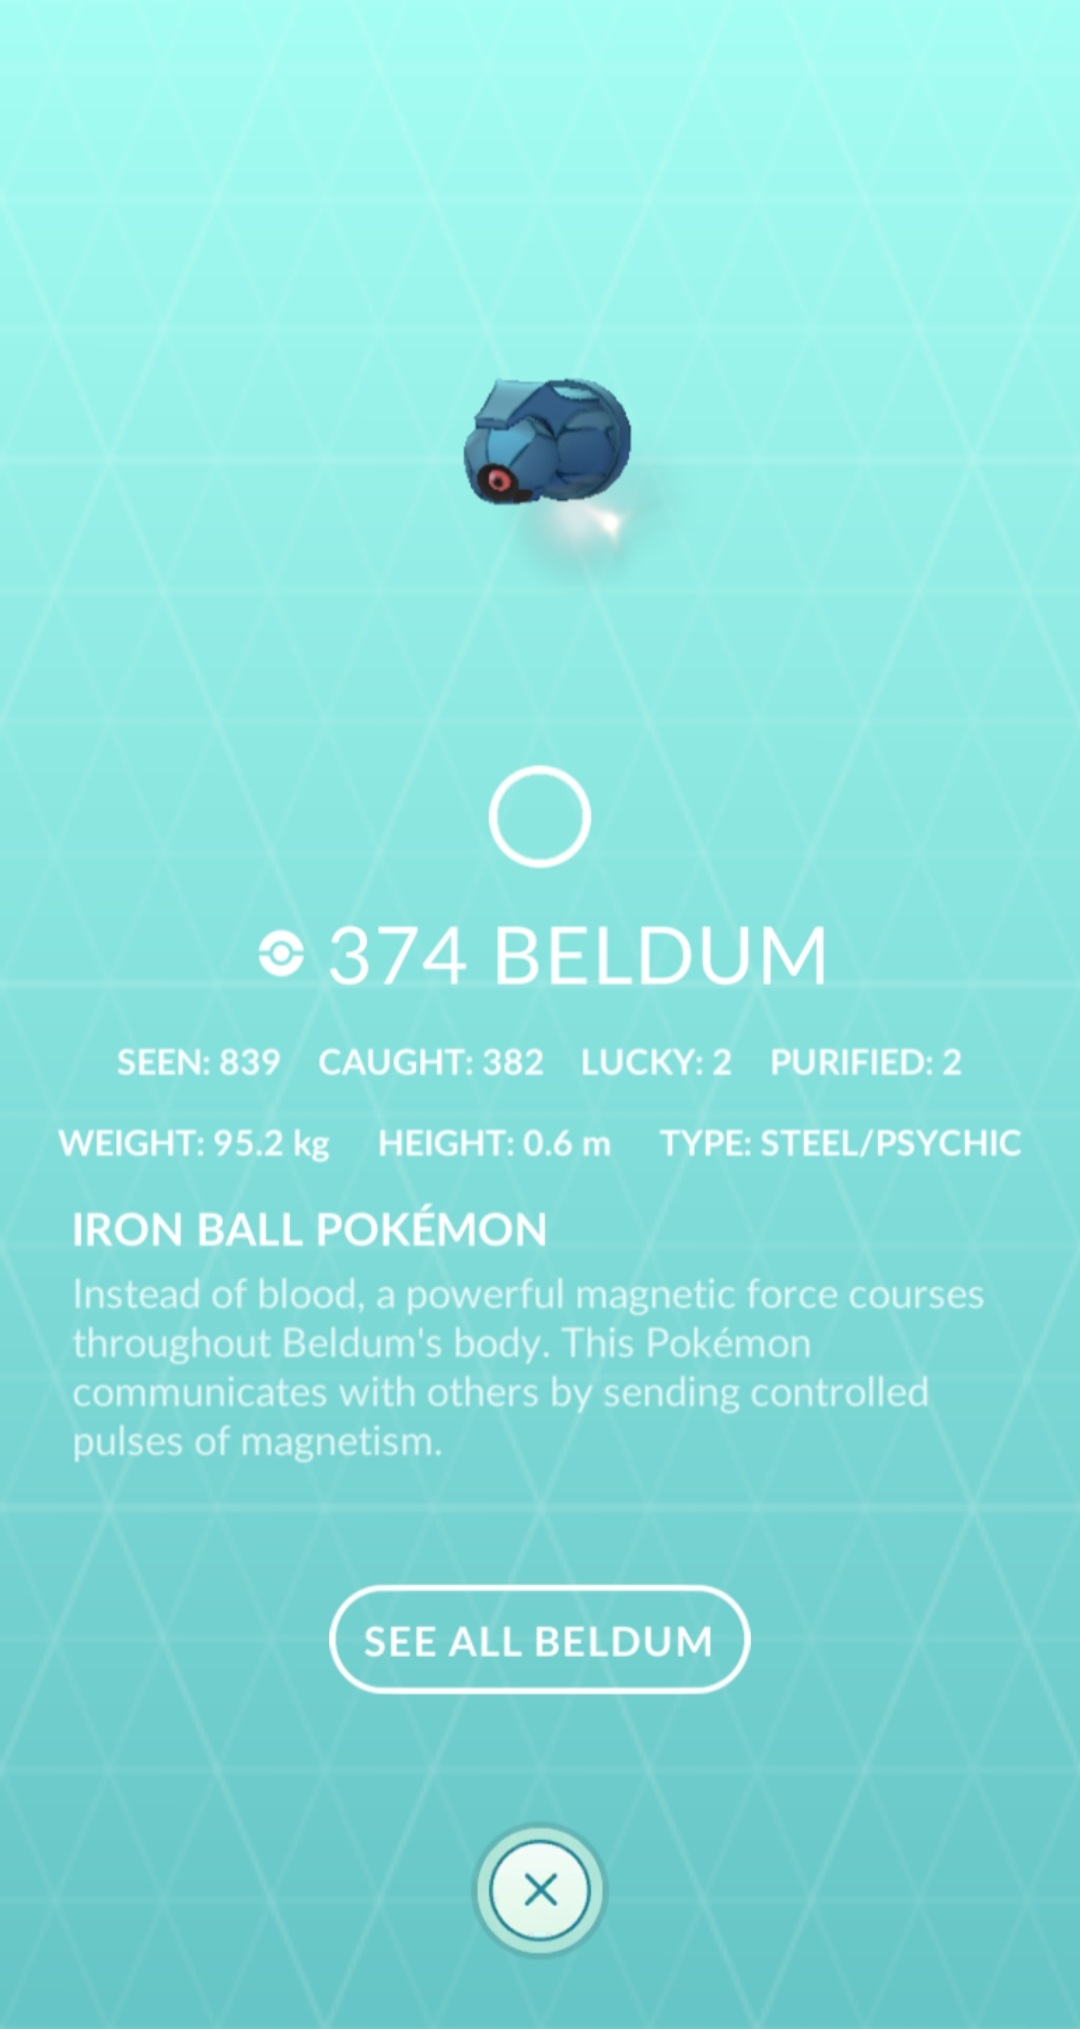 374 BELDUM
SEEN: 839 CAUGHT: 382 LUCKY: 2 PURIFIED: 2
WEIGHT: 95.2 kg HEIGHT: 0.6 m TYPE: STEEL/PSYCHIC
IRON BALL POKÉMON
Instead of blood, a powerful magnetic force courses
throughout Beldum's body. This Pokémon
communicates with others by sending controlled
pulses of magnetism.
SEE ALL BELDUM